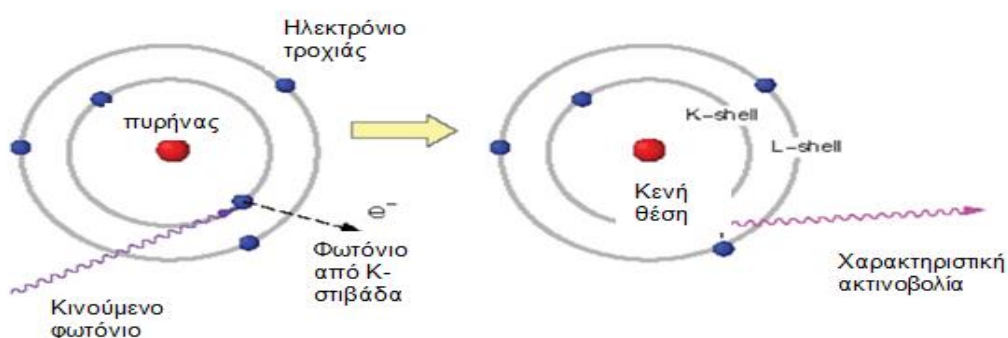 Ηλεκτρόνιο
τροχιάς
πυρήνας
e⁻
Φωτόνιο
από Κ-
στιβάδα
Κινούμενο
φωτόνιο
K-shell
L-shell
Κενή
θέση
Χαρακτηριστική
ακτινοβολία